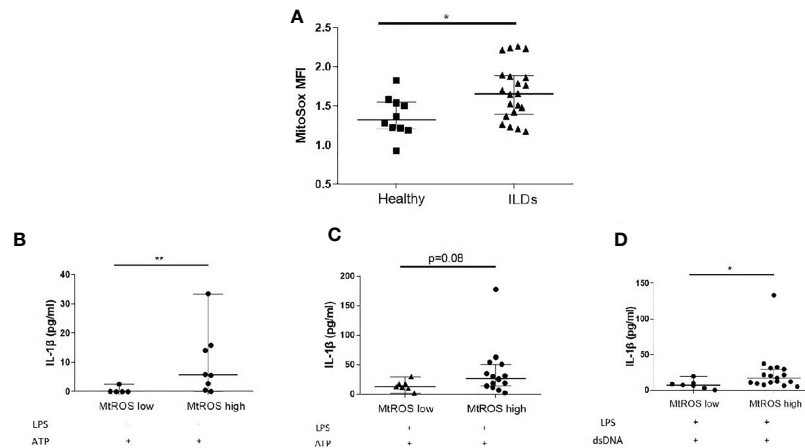 A
*
MitoSox MFI
2.5
2.0
1.5
1.0
0.5
Healthy ILDs
B
**
IL-1β (pg/ml)
40
30
20
10
0
MtROS low MtROS high
LPS - -
ATP + +
C
p=0.08
IL-1β (pg/ml)
200
150
100
50
0
MtROS low MtROS high
LPS + +
ATP + +
D
*
IL-1β (pg/ml)
150
100
50
0
MtROS low MtROS high
LPS + +
dsDNA + +